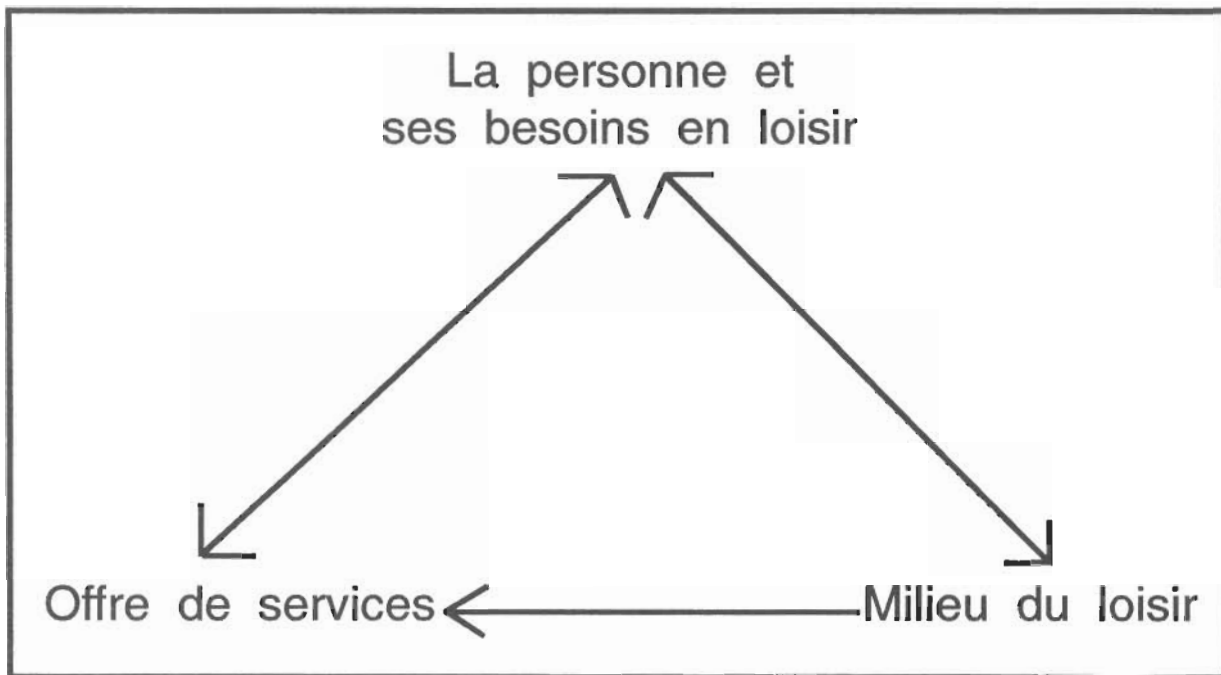 La personne et
ses besoins en loisir
Offre de services
Milieu du loisir